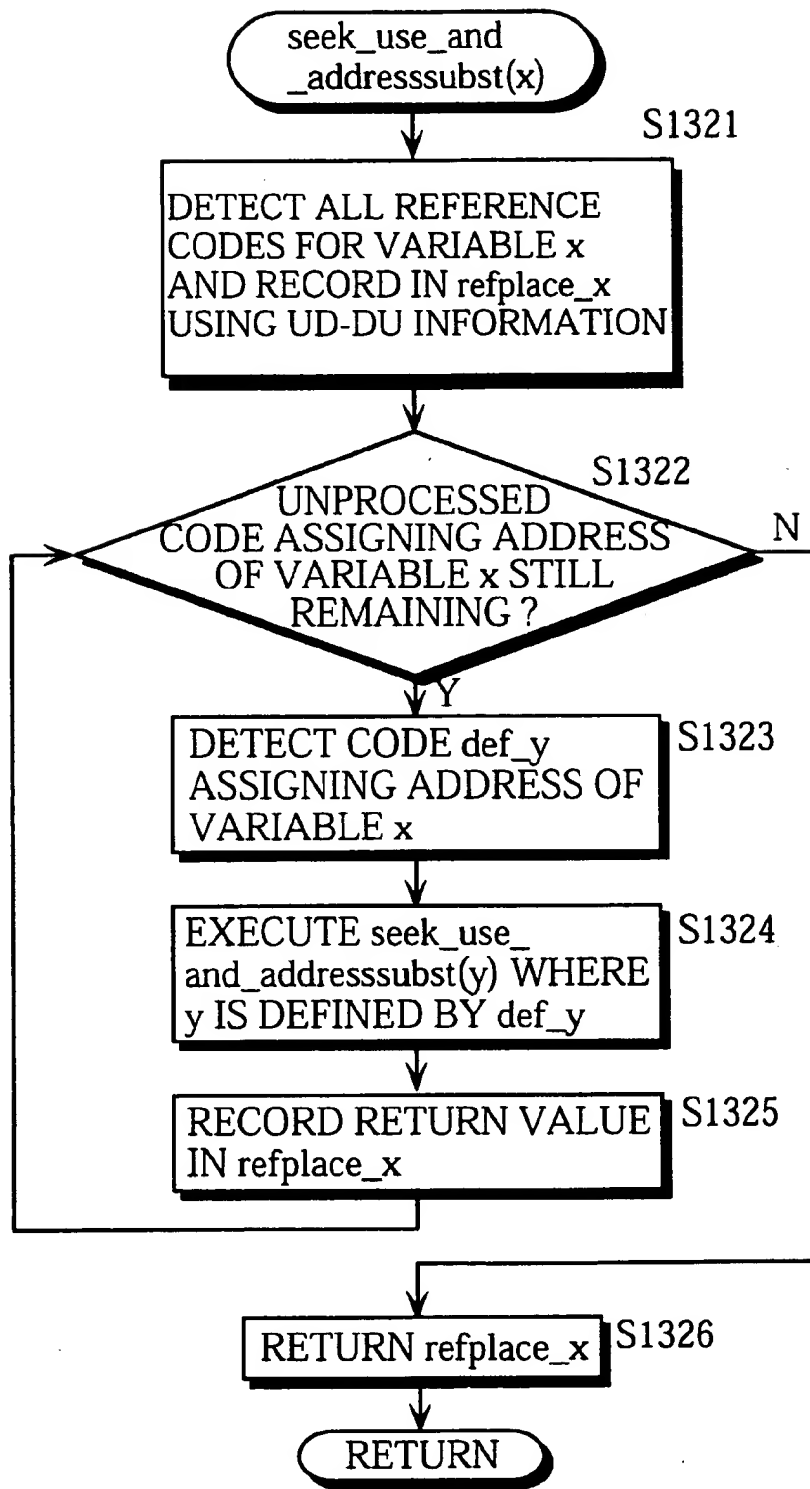 seek_use_and
_addresssubst(x)
S1321
DETECT ALL REFERENCE
CODES FOR VARIABLE x
AND RECORD IN refplace_x
USING UD-DU INFORMATION
S1322
UNPROCESSED
CODE ASSIGNING ADDRESS
OF VARIABLE x STILL
REMAINING ?
N
Y
DETECT CODE def_y
ASSIGNING ADDRESS OF
VARIABLE x
S1323
EXECUTE seek_use_
and_addresssubst(y) WHERE
y IS DEFINED BY def_y
S1324
RECORD RETURN VALUE
IN refplace_x
S1325
RETURN refplace_x
S1326
RETURN